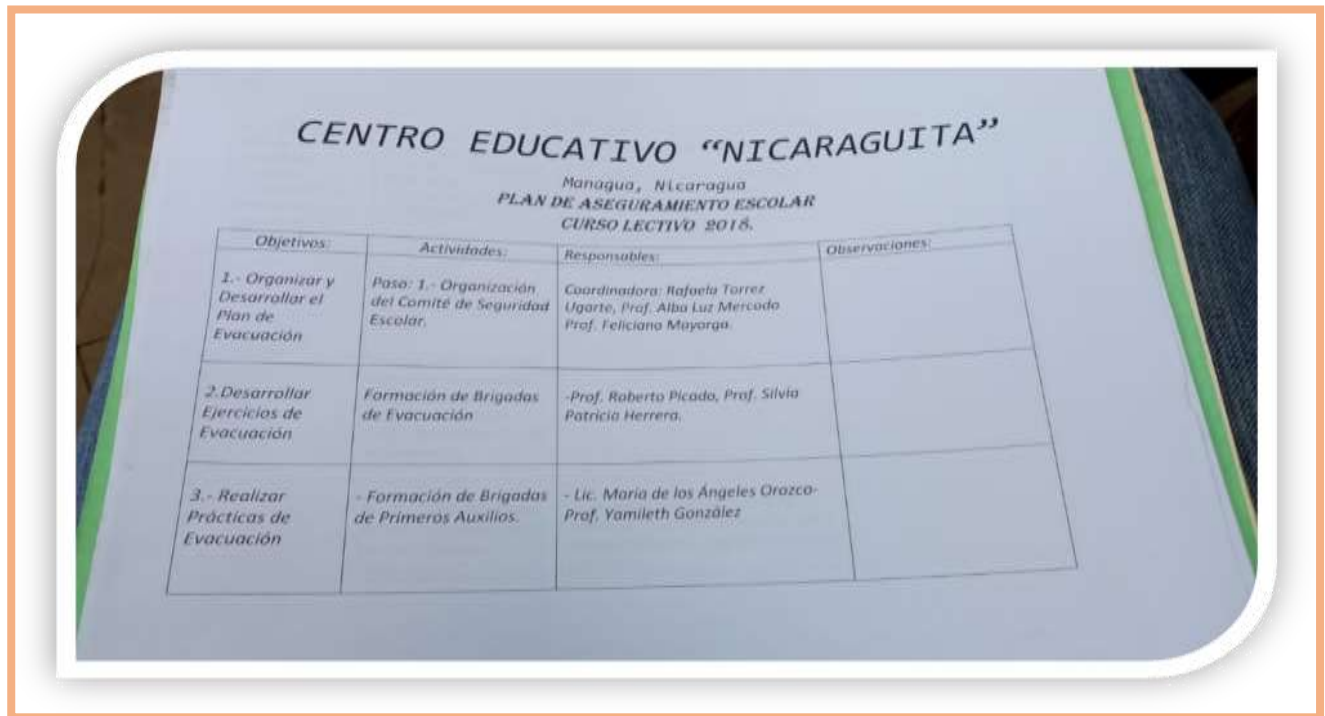 CENTRO EDUCATIVO “NICARAGUITA”
Managua, Nicaragua
PLAN DE ASEGURAMIENTO ESCOLAR
CURSO LECTIVO 2018.
Objetivos:
Actividades:
Responsables:
Observaciones:
1.- Organizar y
Desarrollar el
Plan de
Evacuación
Paso: 1.- Organización
del Comité de Seguridad
Escolar.
Coordinadora: Rafaela Torrez
Ugarte, Prof. Alba Luz Mercado
Prof. Feliciano Mayorga.
2.Desarrollar
Ejercicios de
Evacuación
Formación de Brigadas
de Evacuación
-Prof. Roberto Picado, Prof. Silvia
Patricia Herrera.
3.- Realizar
Prácticas de
Evacuación
- Formación de Brigadas
de Primeros Auxilios.
- Lic. María de los Ángeles Orozco-
Prof. Yamileth González